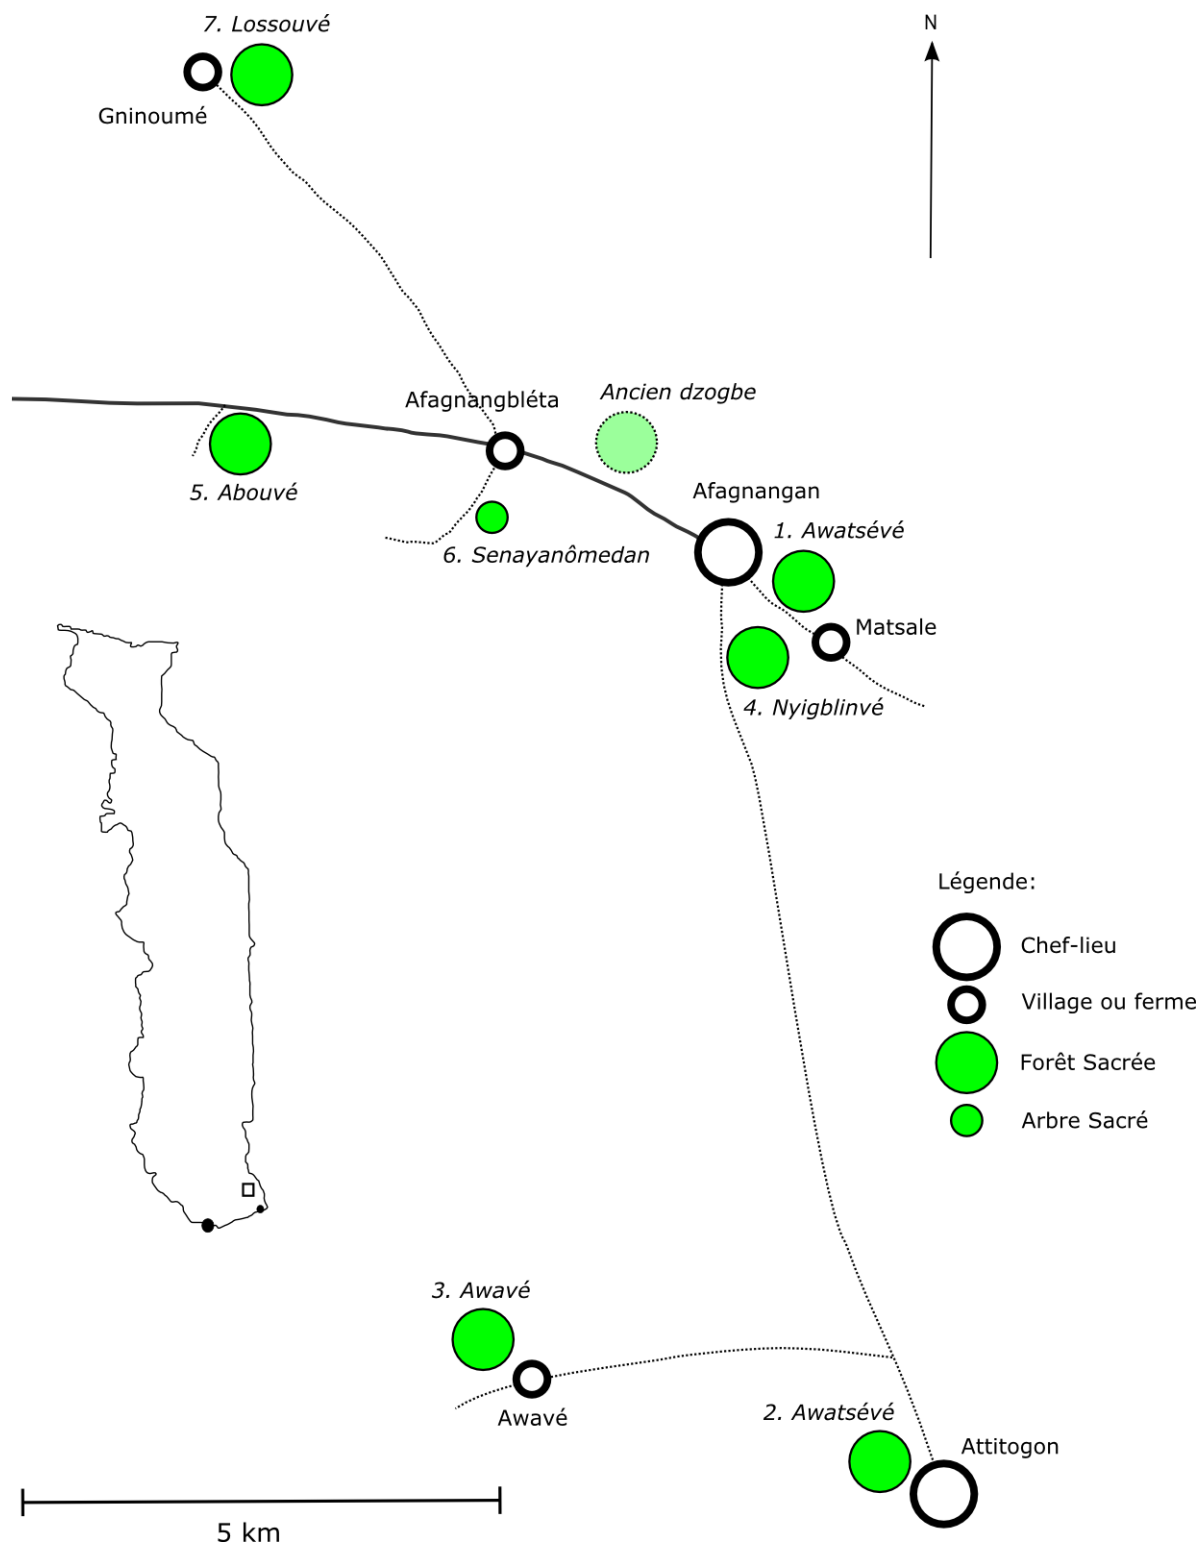 7. Lossouvé
N
Gninoumé
Afagnangbléta
Ancien dzogbe
5. Abouvé
Afagnangan
1. Awatsévé
6. Senayanômedan
Matsale
4. Nyigblinvé
Légende:
Chef-lieu
Village ou ferme
Forêt Sacrée
Arbre Sacré
3. Awavé
Awavé
2. Awatsévé
Attitogon
5 km